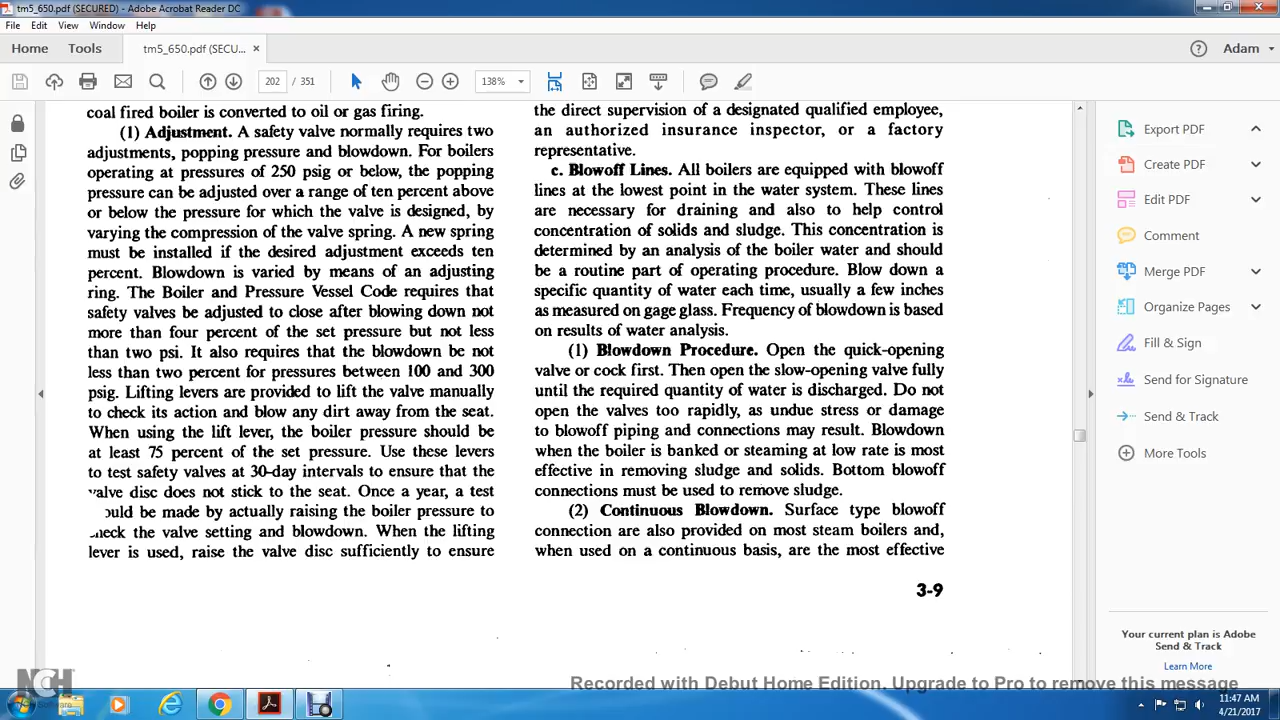 tm5_650.pdf (SECURED) - Adobe Acrobat Reader DC
File Edit View Window Help
Home Tools tm5_650.pdf (SECU... × Adam
202 / 351 138%
coal fired boiler is converted to oil or gas firing.
(1) Adjustment. A safety valve normally requires two
adjustments, popping pressure and blowdown. For boilers
operating at pressures of 250 psig or below, the popping
pressure can be adjusted over a range of ten percent above
or below the pressure for which the valve is designed, by
varying the compression of the valve spring. A new spring
must be installed if the desired adjustment exceeds ten
percent. Blowdown is varied by means of an adjusting
ring. The Boiler and Pressure Vessel Code requires that
safety valves be adjusted to close after blowing down not
more than four percent of the set pressure but not less
than two psi. It also requires that the blowdown be not
less than two percent for pressures between 100 and 300
psig. Lifting levers are provided to lift the valve manually
to check its action and blow any dirt away from the seat.
When using the lift lever, the boiler pressure should be
at least 75 percent of the set pressure. Use these levers
to test safety valves at 30-day intervals to ensure that the
valve disc does not stick to the seat. Once a year, a test
ould be made by actually raising the boiler pressure to
heck the valve setting and blowdown. When the lifting
lever is used, raise the valve disc sufficiently to ensure
the direct supervision of a designated qualified employee,
an authorized insurance inspector, or a factory
representative.
c. Blowoff Lines. All boilers are equipped with blowoff
lines at the lowest point in the water system. These lines
are necessary for draining and also to help control
concentration of solids and sludge. This concentration is
determined by an analysis of the boiler water and should
be a routine part of operating procedure. Blow down a
specific quantity of water each time, usually a few inches
as measured on gage glass. Frequency of blowdown is based
on results of water analysis.
(1) Blowdown Procedure. Open the quick-opening
valve or cock first. Then open the slow-opening valve fully
until the required quantity of water is discharged. Do not
open the valves too rapidly, as undue stress or damage
to blowoff piping and connections may result. Blowdown
when the boiler is banked or steaming at low rate is most
effective in removing sludge and solids. Bottom blowoff
connections must be used to remove sludge.
(2) Continuous Blowdown. Surface type blowoff
connection are also provided on most steam boilers and,
when used on a continuous basis, are the most effective
3-9
Export PDF
Create PDF
Edit PDF
Comment
Merge PDF
Organize Pages
Fill & Sign
Send for Signature
Send & Track
More Tools
Your current plan is Adobe
Send & Track
Learn More
NCH
Software
Recorded with Debut Home Edition. Upgrade to Pro to remove this message
11:47 AM
4/21/2017